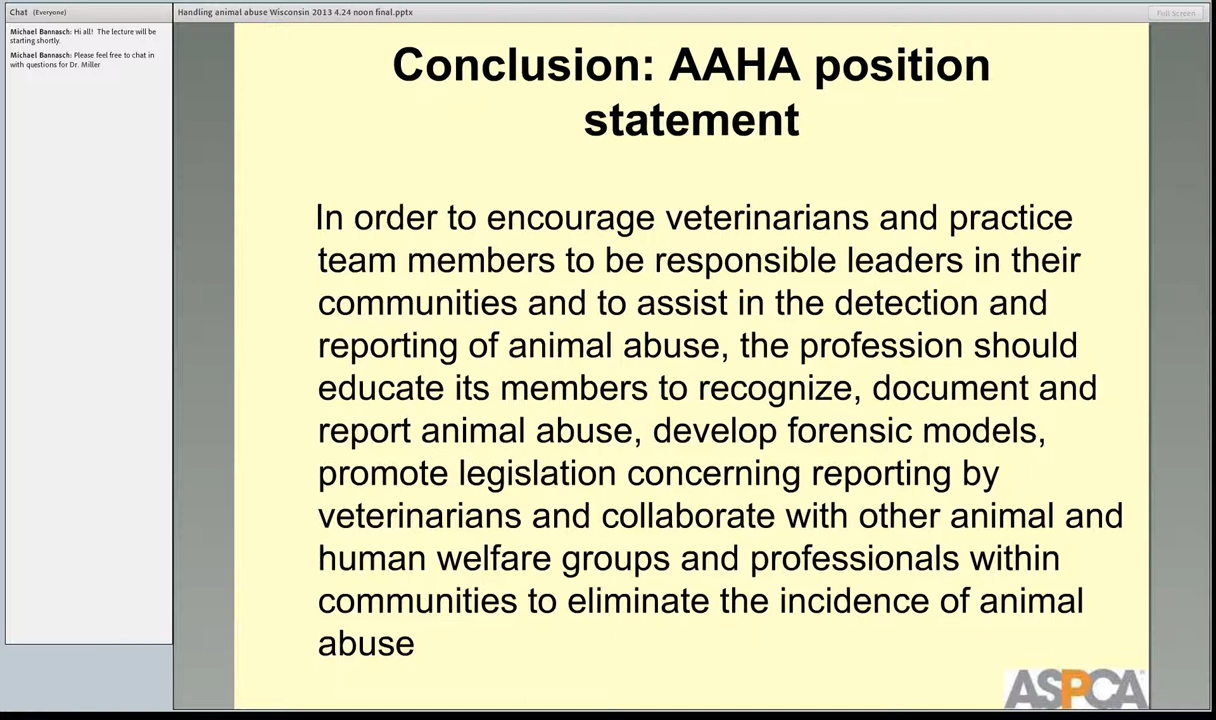 Chat (Everyone)
Michael Bannasch: Hi all! The lecture will be
starting shortly.
Michael Bannasch: Please feel free to chat in
with questions for Dr. Miller
Handling animal abuse Wisconsin 2013 4.24 noon final.pptx
Full Screen
Conclusion: AAHA position
statement
In order to encourage veterinarians and practice
team members to be responsible leaders in their
communities and to assist in the detection and
reporting of animal abuse, the profession should
educate its members to recognize, document and
report animal abuse, develop forensic models,
promote legislation concerning reporting by
veterinarians and collaborate with other animal and
human welfare groups and professionals within
communities to eliminate the incidence of animal
abuse
ASPCA